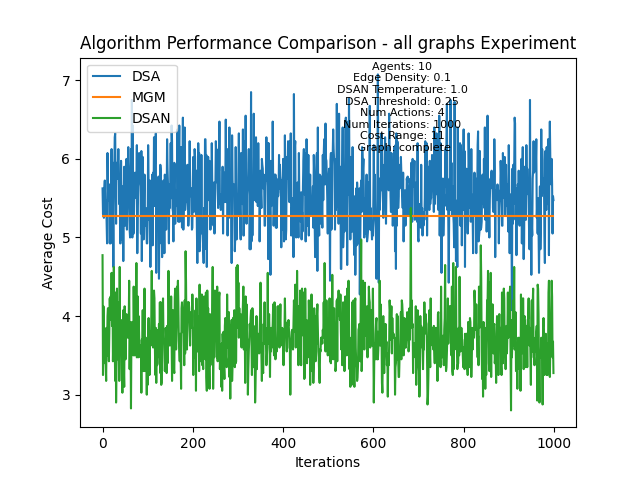 Algorithm Performance Comparison - all graphs Experiment
DSA
MGM
DSAN
Agents: 10
Edge Density: 0.1
DSAN Temperature: 1.0
DSA Threshold: 0.25
Num Actions: 4
Num Iterations: 1000
Cost Range: 11
Graph: complete
Average Cost
7
6
5
4
3
0
200
400
600
800
1000
Iterations